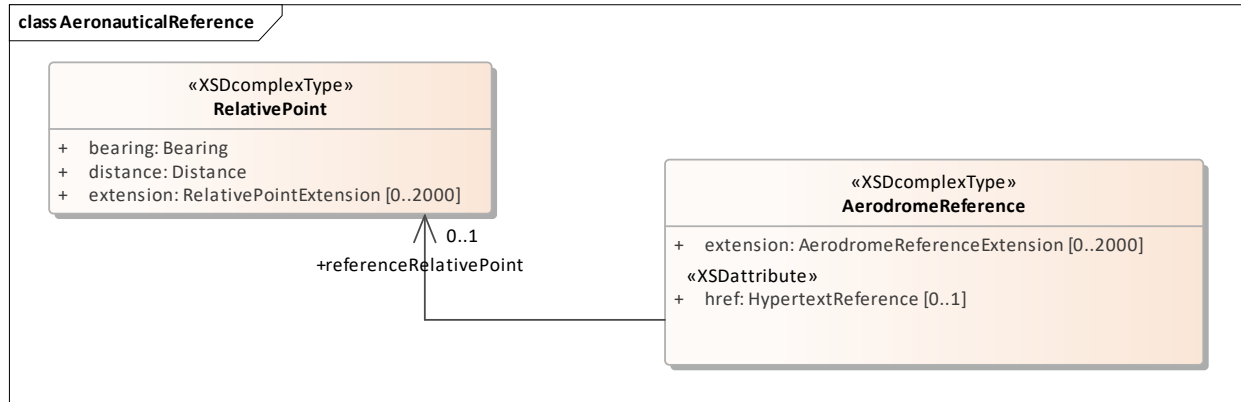 class AeronauticalReference
«XSDcomplexType»
RelativePoint
+ bearing: Bearing
+ distance: Distance
+ extension: RelativePointExtension [0..2000]
0..1
+referenceRelativePoint
«XSDcomplexType»
AerodromeReference
+ extension: AerodromeReferenceExtension [0..2000]
«XSDattribute»
+ href: HypertextReference [0..1]